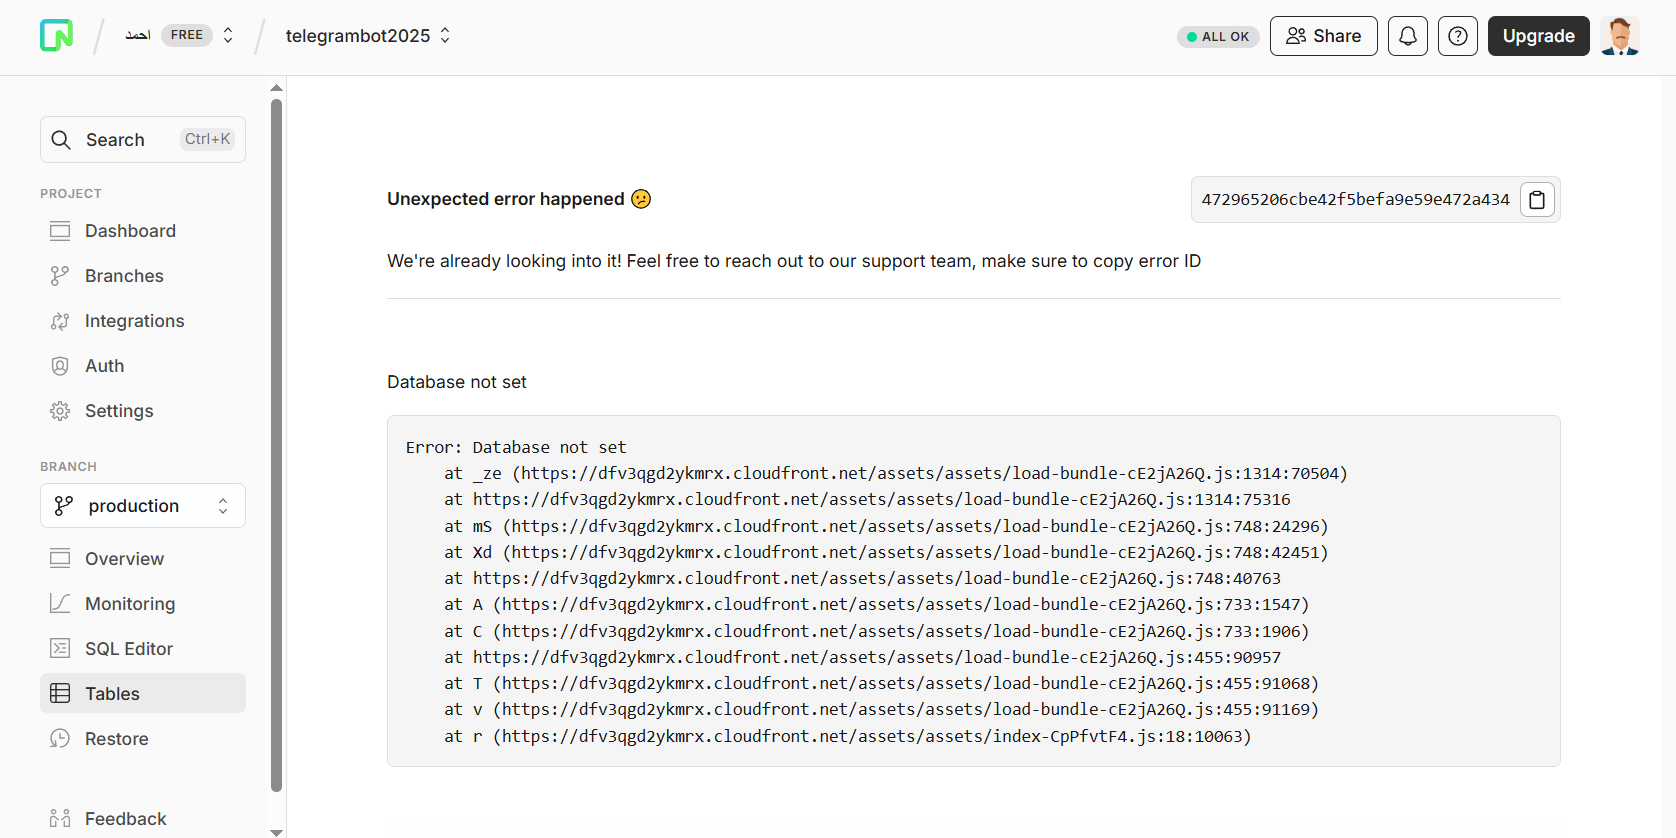 احمد FREE telegrambot2025 ALL OK Share Upgrade
Search Ctrl+K
PROJECT
Dashboard
Branches
Integrations
Auth
Settings
BRANCH
production
Overview
Monitoring
SQL Editor
Tables
Restore
Feedback
Unexpected error happened 😕 472965206cbe42f5befa9e59e472a434
We're already looking into it! Feel free to reach out to our support team, make sure to copy error ID
Database not set
Error: Database not set
at _ze (https://dfv3qgd2ykmrx.cloudfront.net/assets/assets/load-bundle-cE2jA26Q.js:1314:70504)
at https://dfv3qgd2ykmrx.cloudfront.net/assets/assets/load-bundle-cE2jA26Q.js:1314:75316
at mS (https://dfv3qgd2ykmrx.cloudfront.net/assets/assets/load-bundle-cE2jA26Q.js:748:24296)
at Xd (https://dfv3qgd2ykmrx.cloudfront.net/assets/assets/load-bundle-cE2jA26Q.js:748:42451)
at https://dfv3qgd2ykmrx.cloudfront.net/assets/assets/load-bundle-cE2jA26Q.js:748:40763
at A (https://dfv3qgd2ykmrx.cloudfront.net/assets/assets/load-bundle-cE2jA26Q.js:733:1547)
at C (https://dfv3qgd2ykmrx.cloudfront.net/assets/assets/load-bundle-cE2jA26Q.js:733:1906)
at https://dfv3qgd2ykmrx.cloudfront.net/assets/assets/load-bundle-cE2jA26Q.js:455:90957
at T (https://dfv3qgd2ykmrx.cloudfront.net/assets/assets/load-bundle-cE2jA26Q.js:455:91068)
at v (https://dfv3qgd2ykmrx.cloudfront.net/assets/assets/load-bundle-cE2jA26Q.js:455:91169)
at r (https://dfv3qgd2ykmrx.cloudfront.net/assets/assets/index-CpPfvtF4.js:18:10063)